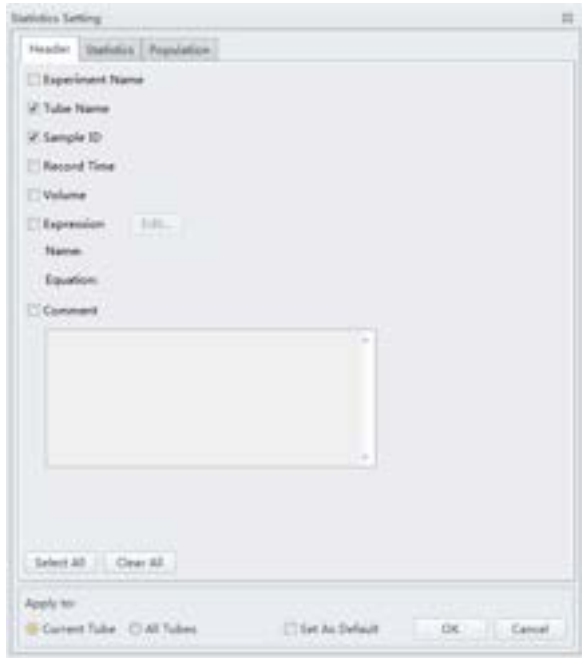 Statistics Setting
Header Statistics Population
Experiment Name
Tube Name
Sample ID
Record Time
Volume
Expression Edit...
Name:
Equation:
Comment
Select All Clear All
Apply to:
Current Tube All Tubes Set As Default OK Cancel